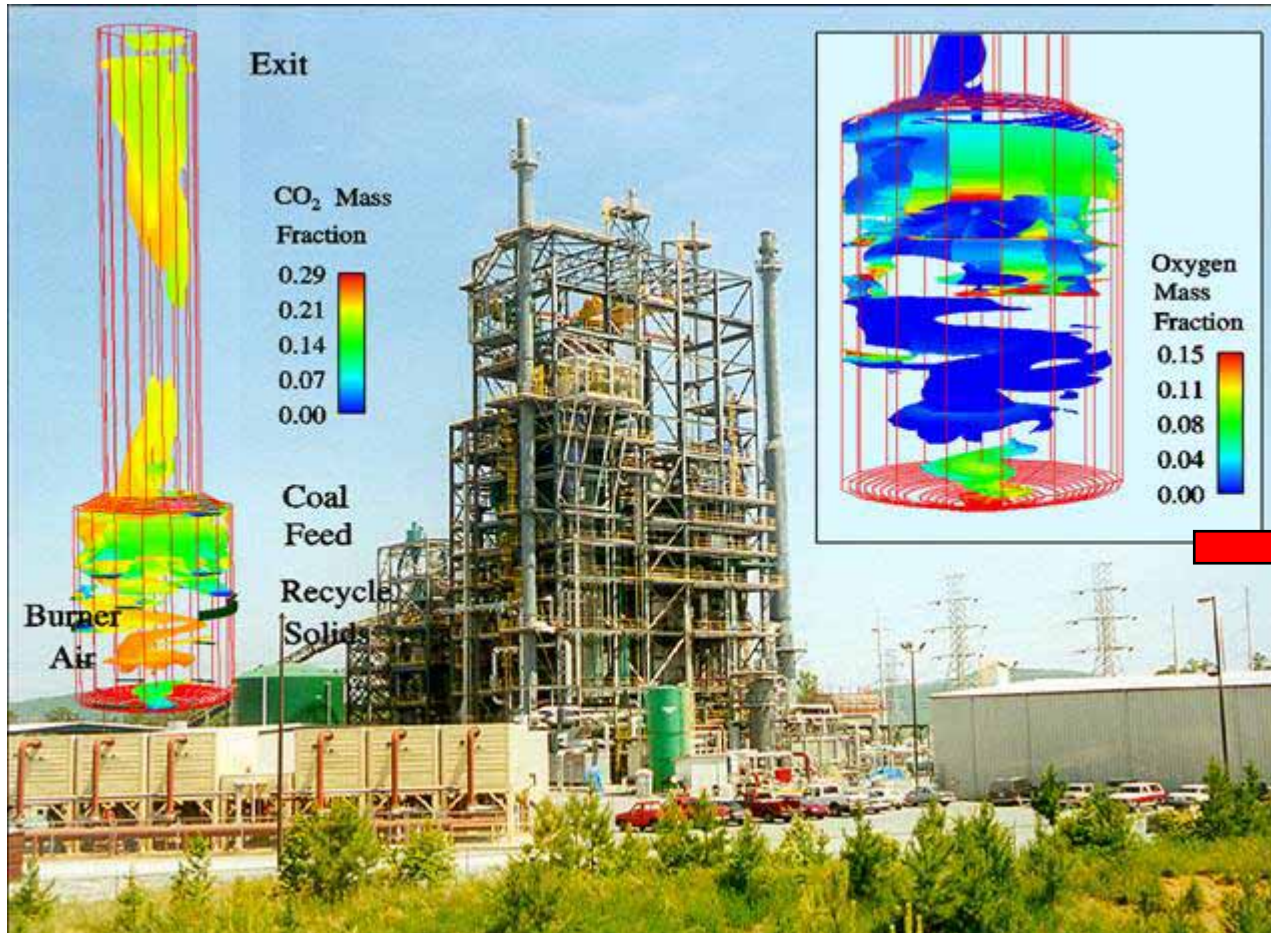 Exit
CO₂ Mass
Fraction
0.29
0.21
0.14
0.07
0.00
Coal
Feed
Recycle
Solids
Burner
Air
Oxygen
Mass
Fraction
0.15
0.11
0.08
0.04
0.00